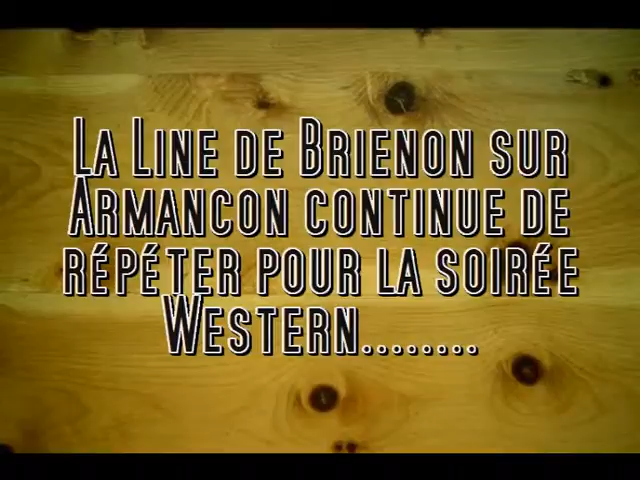 La Line de Brienon sur
Armancon continue de
répéter pour la soirée
Western........